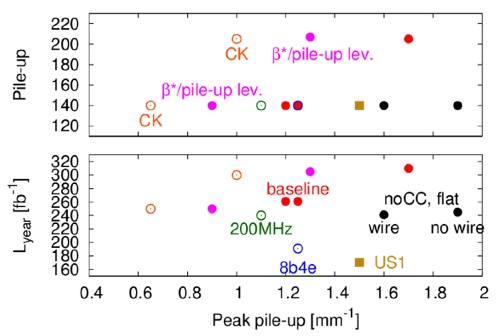 220
200
180
160
140
120
Pile-up
CK
β*/pile-up lev.
β*/pile-up lev.
CK
320
300
280
260
240
220
200
180
160
L_year [fb⁻¹]
baseline
noCC, flat
200MHz
wire
no wire
8b4e
US1
0.4 0.6 0.8 1 1.2 1.4 1.6 1.8 2
Peak pile-up [mm⁻¹]